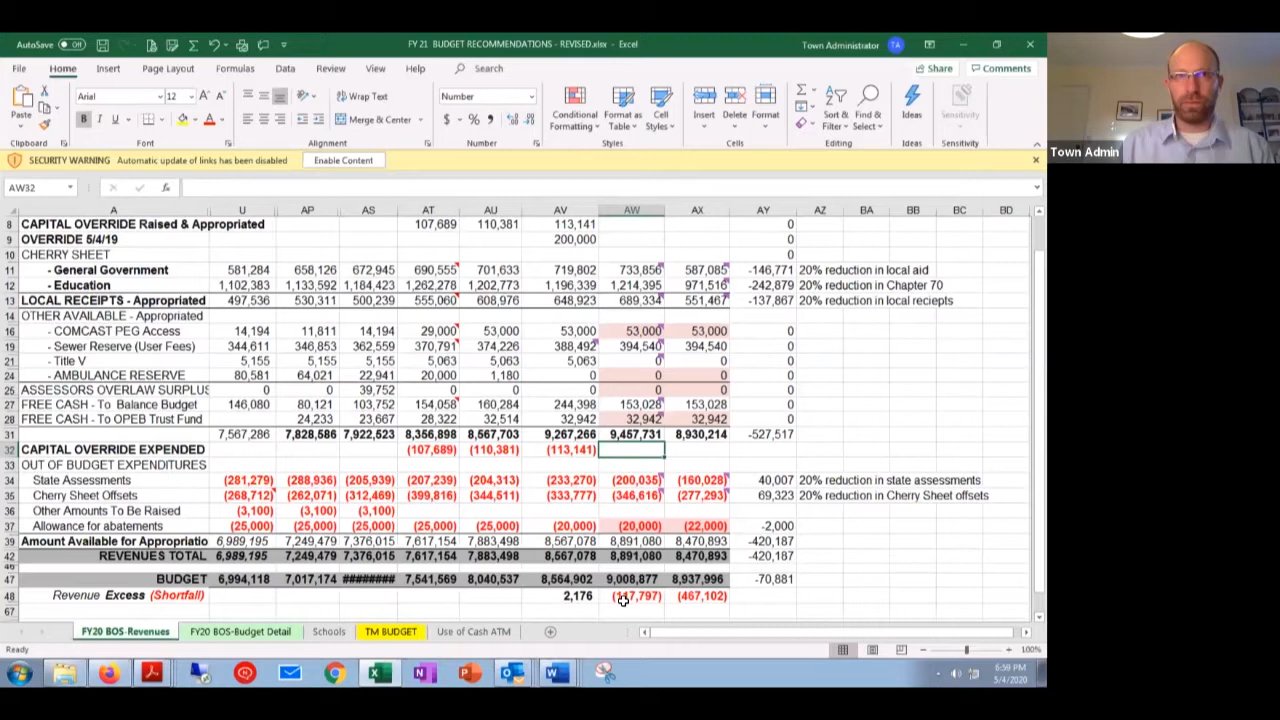 AutoSave Off FY 21 BUDGET RECOMMENDATIONS - REVISED.xlsx - Excel Town Administrator TA
File Home Insert Page Layout Formulas Data Review View Help Search Share Comments
Paste Arial 12 Wrap Text Number Conditional Formatting Format as Table Cell Styles Insert Delete Format Sort & Filter Find & Select Ideas Sensitivity
B I U Merge & Center $ % ,
Clipboard Font Alignment Number Styles Cells Editing Ideas Sensitivity
SECURITY WARNING Automatic update of links has been disabled Enable Content
AW32 fx
A U AP AS AT AU AV AW AX AY AZ BA BB BC BD
8 CAPITAL OVERRIDE Raised & Appropriated 107,689 110,381 113,141 0
9 OVERRIDE 5/4/19 200,000 0
10 CHERRY SHEET 0
11 - General Government 581,284 658,126 672,945 690,555 701,633 719,802 733,856 587,085 -146,771 20% reduction in local aid
12 - Education 1,102,383 1,133,592 1,184,423 1,262,278 1,203,772 1,196,339 1,214,395 971,516 -242,879 20% reduction in Chapter 70
13 LOCAL RECEIPTS - Appropriated 497,536 530,311 500,239 555,060 608,976 648,923 689,334 551,467 -137,867 20% reduction in local reciepts
14 OTHER AVAILABLE - Appropriated
16 - COMCAST PEG Access 14,194 11,811 14,194 29,000 53,000 53,000 53,000 53,000 0
19 - Sewer Reserve (User Fees) 344,611 346,853 362,559 370,791 374,226 388,492 394,540 394,540 0
21 - Title V 5,155 5,155 5,155 5,063 5,063 5,063 0 0
24 - AMBULANCE RESERVE 80,581 64,021 22,941 20,000 1,180 0 0 0 0
25 ASSESSORS OVERLAW SURPLUS 0 0 39,752 0 0 0 0 0 0
27 FREE CASH - To Balance Budget 146,080 80,121 103,752 154,058 160,284 244,398 153,028 153,028 0
28 FREE CASH - To OPEB Trust Fund 24,233 23,667 28,322 32,514 32,942 32,942 32,942 0
31 7,567,286 7,828,586 7,922,523 8,356,898 8,567,703 9,267,266 9,457,731 8,930,214 -527,517
32 CAPITAL OVERRIDE EXPENDED (107,689) (110,381) (113,141)
33 OUT OF BUDGET EXPENDITURES
34 State Assessments (281,279) (288,936) (205,939) (207,239) (204,313) (233,270) (200,035) (160,028) 40,007 20% reduction in state assessments
35 Cherry Sheet Offsets (268,712) (262,071) (312,469) (399,816) (344,511) (333,777) (346,616) (277,293) 69,323 20% reduction in Cherry Sheet offsets
36 Other Amounts To Be Raised (3,100) (3,100) (3,100)
37 Allowance for abatements (25,000) (25,000) (25,000) (25,000) (25,000) (20,000) (20,000) (22,000) -2,000
39 Amount Available for Appropriatio 6,989,195 7,249,479 7,376,015 7,617,154 7,883,498 8,567,078 8,891,080 8,470,893 -420,187
42 REVENUES TOTAL 6,989,195 7,249,479 7,376,015 7,617,154 7,883,498 8,567,078 8,891,080 8,470,893 -420,187
46
47 BUDGET 6,994,118 7,017,174 ######## 7,541,569 8,040,537 8,564,902 9,008,877 8,937,996 -70,881
48 Revenue Excess (Shortfall) 2,176 (117,797) (467,102)
67
FY20 BOS-Revenues FY20 BOS-Budget Detail Schools TM BUDGET Use of Cash ATM
Ready 100%
6:59 PM
5/4/2020
Town Admin